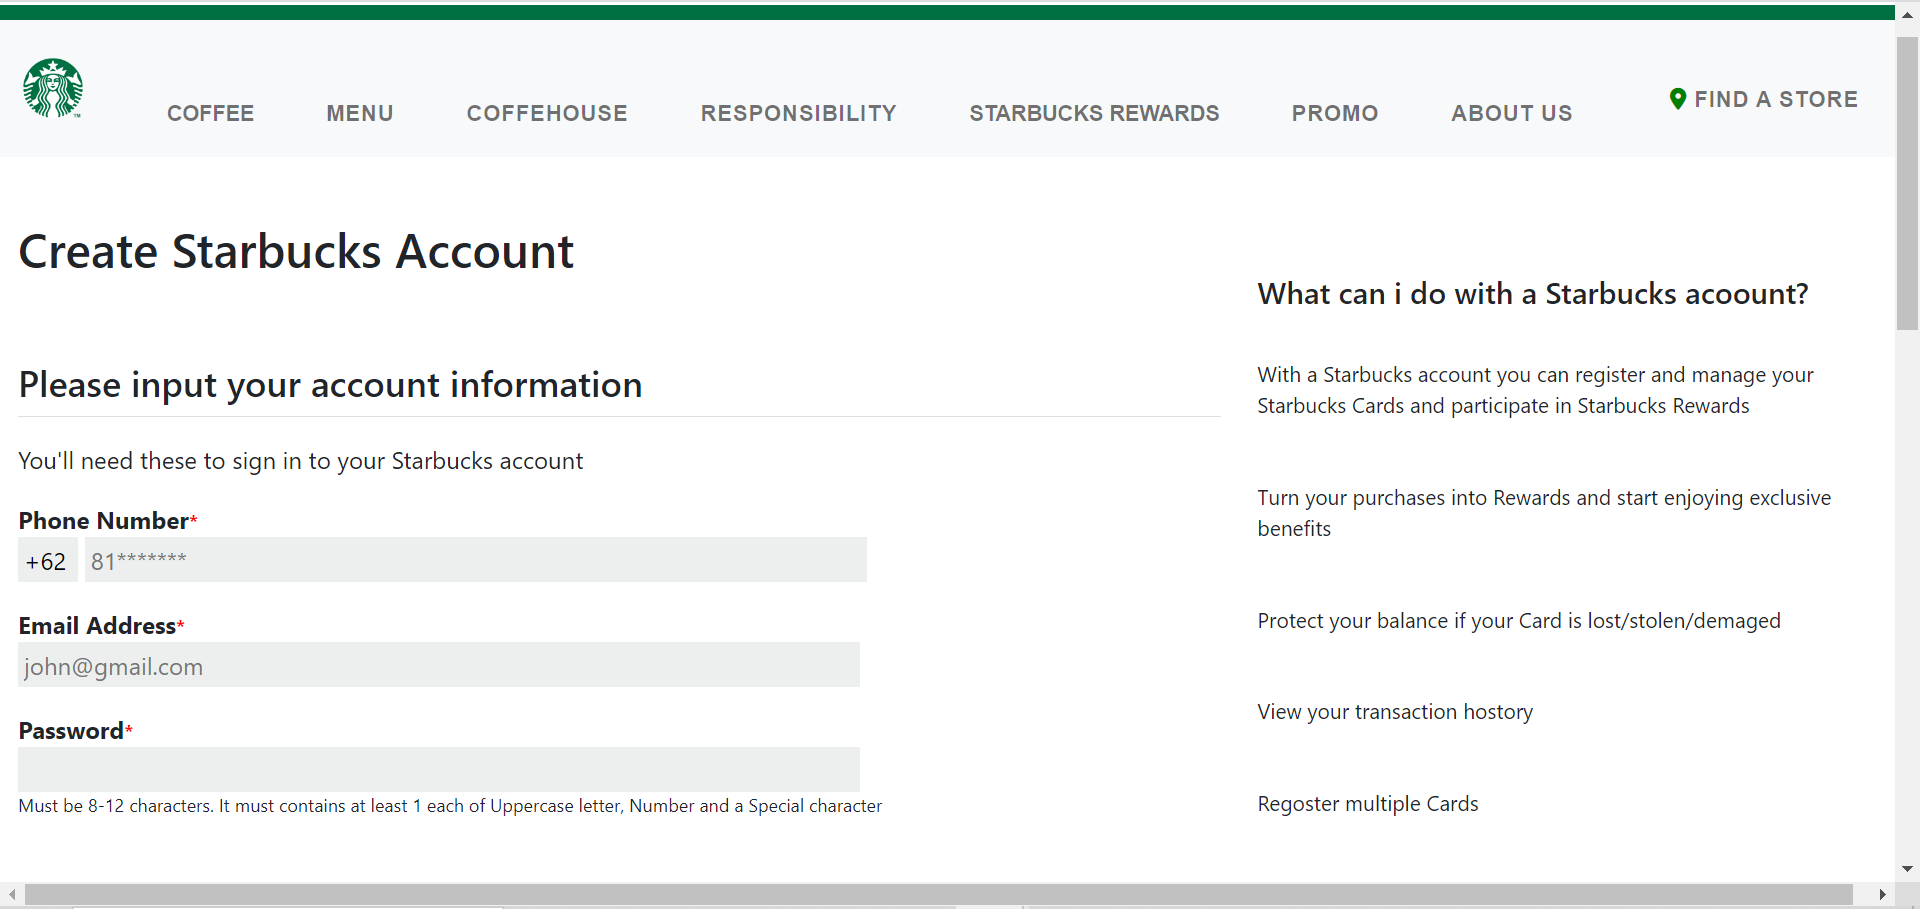 COFFEE MENU COFFEHOUSE RESPONSIBILITY STARBUCKS REWARDS PROMO ABOUT US FIND A STORE
Create Starbucks Account
Please input your account information
You'll need these to sign in to your Starbucks account
Phone Number*
+62 81*******
Email Address*
john@gmail.com
Password*
Must be 8-12 characters. It must contains at least 1 each of Uppercase letter, Number and a Special character
What can i do with a Starbucks acoount?
With a Starbucks account you can register and manage your
Starbucks Cards and participate in Starbucks Rewards
Turn your purchases into Rewards and start enjoying exclusive
benefits
Protect your balance if your Card is lost/stolen/demaged
View your transaction hostory
Regoster multiple Cards